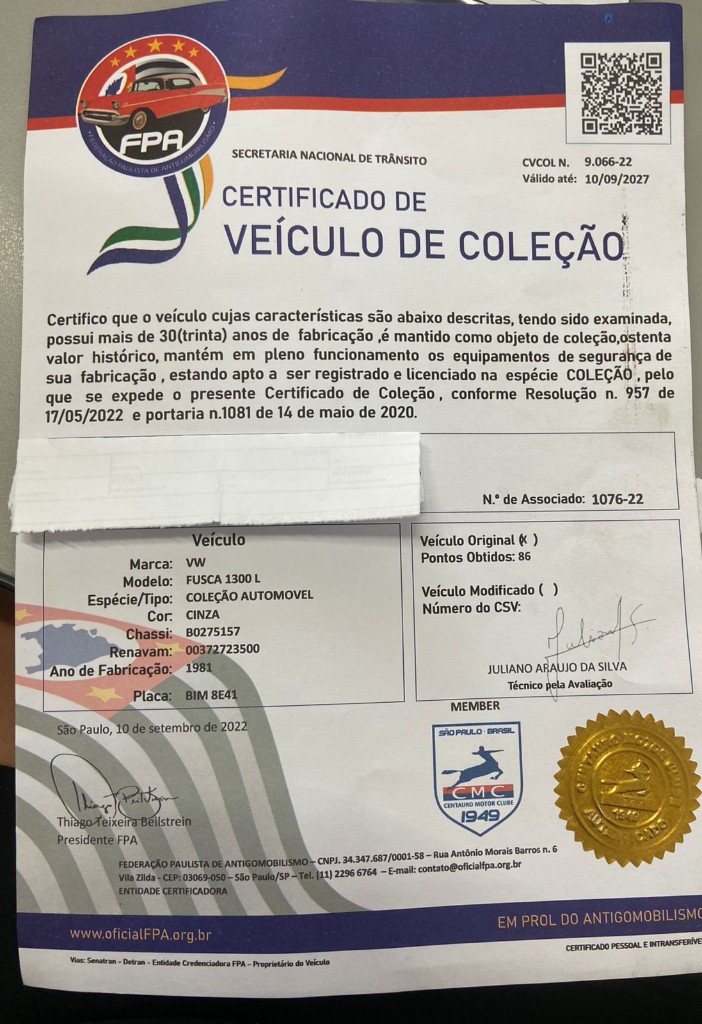 FPA
FEDERAÇÃO PAULISTA DE ANTIGOMOBILISMO
SECRETARIA NACIONAL DE TRÂNSITO
CVCOL N. 9.066-22
Válido até: 10/09/2027
CERTIFICADO DE
VEÍCULO DE COLEÇÃO
Certifico que o veículo cujas características são abaixo descritas, tendo sido examinada,
possui mais de 30(trinta) anos de fabricação ,é mantido como objeto de coleção,ostenta
valor histórico, mantém em pleno funcionamento os equipamentos de segurança de
sua fabricação , estando apto a ser registrado e licenciado na espécie COLEÇÃO , pelo
que se expede o presente Certificado de Coleção , conforme Resolução n. 957 de
17/05/2022 e portaria n.1081 de 14 de maio de 2020.
N.º de Associado: 1076-22
Veículo
Marca: VW
Modelo: FUSCA 1300 L
Espécie/Tipo: COLEÇÃO AUTOMOVEL
Cor: CINZA
Chassi: B0275157
Renavam: 00372723500
Ano de Fabricação: 1981
Placa: BIM 8E41
Veículo Original (X )
Pontos Obtidos: 86
Veículo Modificado ( )
Número do CSV:
JULIANO ARAUJO DA SILVA
Técnico pela Avaliação
São Paulo, 10 de setembro de 2022
Thiago Teixeira Beilstrein
Presidente FPA
MEMBER
SÃO PAULO - BRASIL
CMC
CENTAURO MOTOR CLUBE
1949
FEDERAÇÃO PAULISTA DE ANTIGOMOBILISMO – CNPJ. 34.347.687/0001-58 – Rua Antônio Morais Barros n. 6
Vila Zilda - CEP: 03069-050 – São Paulo/SP – Tel. (11) 2296 6764 – E-mail: contato@oficialfpa.org.br
ENTIDADE CERTIFICADORA
www.oficialFPA.org.br
EM PROL DO ANTIGOMOBILISMO
CERTIFICADO PESSOAL E INTRANSFERÍVE
Vias: Senatran – Detran – Entidade Credenciadora FPA – Proprietário do Veículo